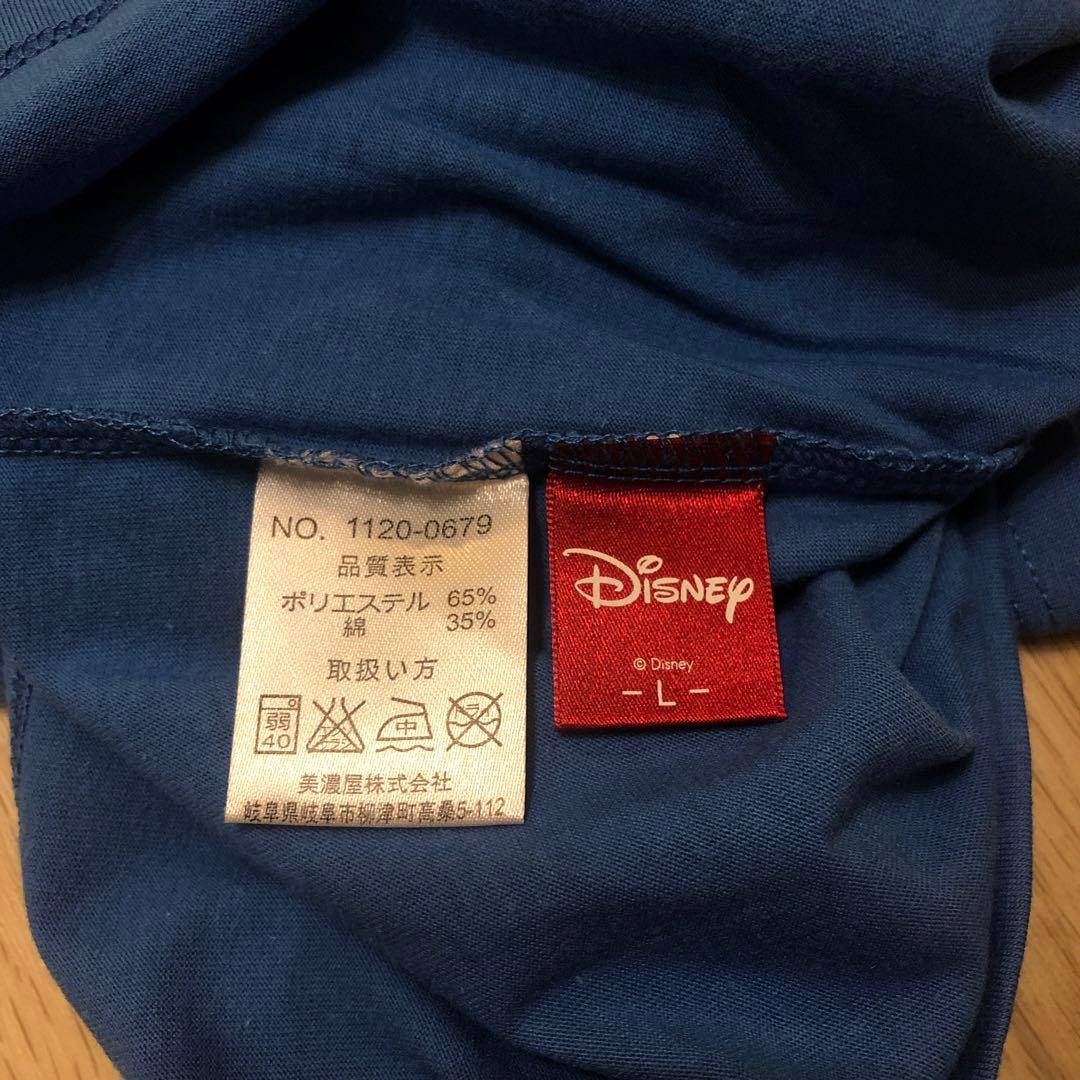 NO. 1120-0679
品質表示
ポリエステル 65%
綿 35%
取扱い方
弱
40
中
美濃屋株式会社
岐阜県岐阜市柳津町高桑5-112
Disney
© Disney
- L -